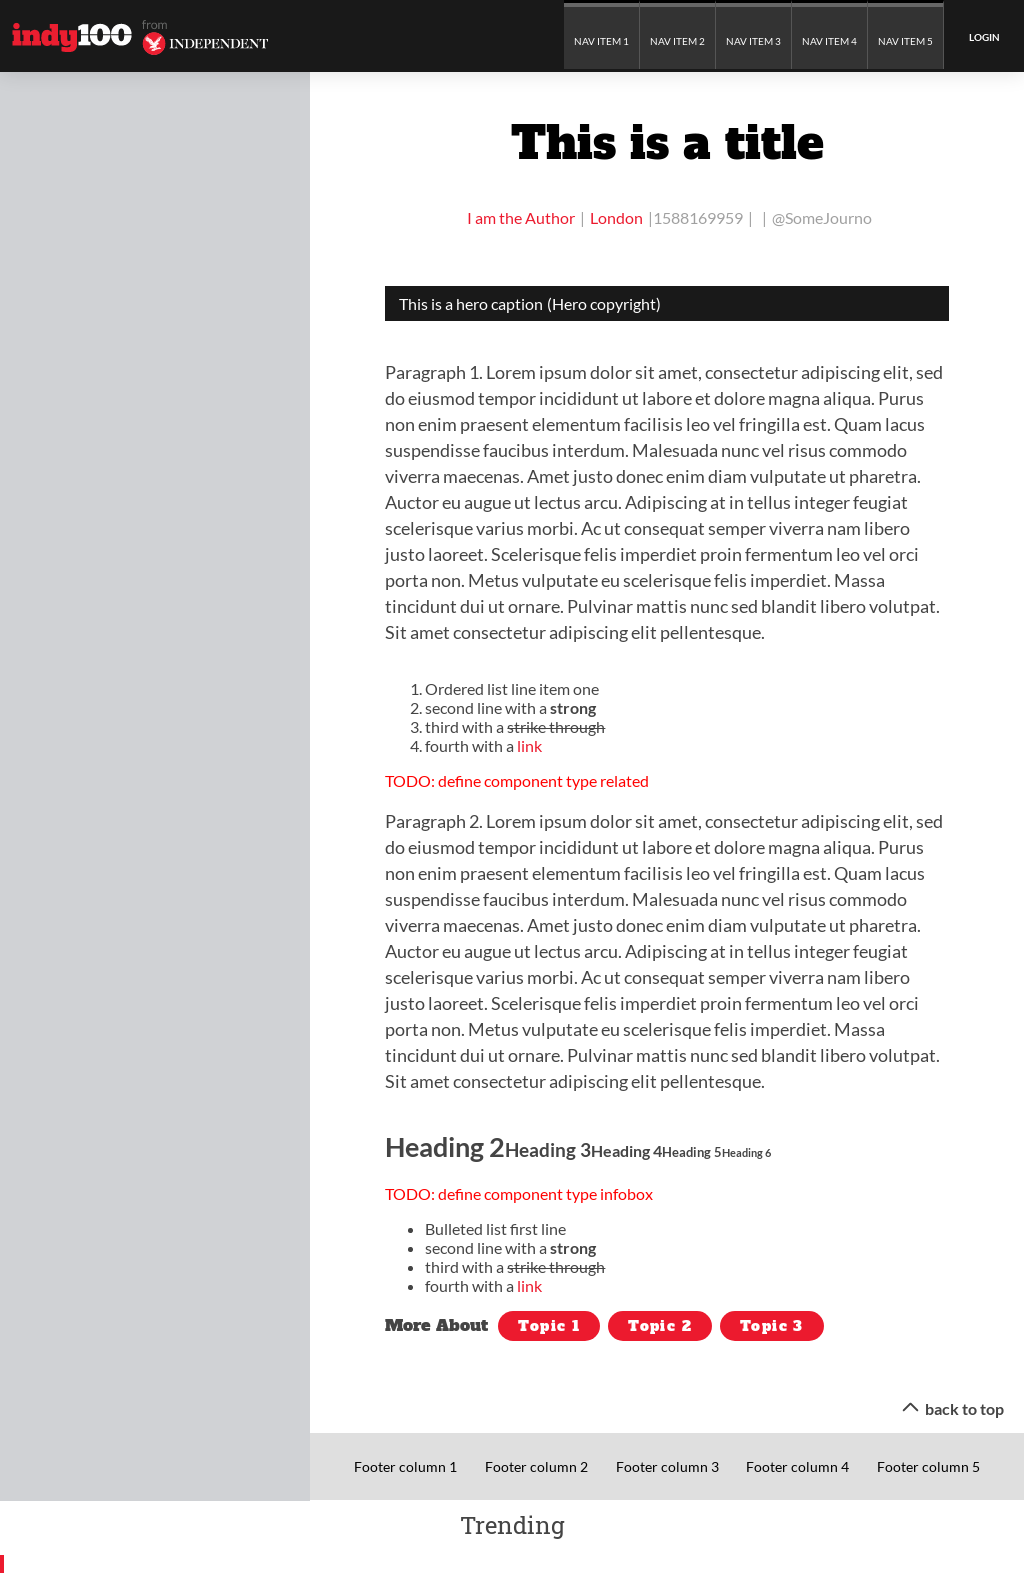 indy100 from INDEPENDENT
NAV ITEM 1 NAV ITEM 2 NAV ITEM 3 NAV ITEM 4 NAV ITEM 5 LOGIN
This is a title
I am the Author | London |1588169959 | | @SomeJourno
This is a hero caption (Hero copyright)
Paragraph 1. Lorem ipsum dolor sit amet, consectetur adipiscing elit, sed
do eiusmod tempor incididunt ut labore et dolore magna aliqua. Purus
non enim praesent elementum facilisis leo vel fringilla est. Quam lacus
suspendisse faucibus interdum. Malesuada nunc vel risus commodo
viverra maecenas. Amet justo donec enim diam vulputate ut pharetra.
Auctor eu augue ut lectus arcu. Adipiscing at in tellus integer feugiat
scelerisque varius morbi. Ac ut consequat semper viverra nam libero
justo laoreet. Scelerisque felis imperdiet proin fermentum leo vel orci
porta non. Metus vulputate eu scelerisque felis imperdiet. Massa
tincidunt dui ut ornare. Pulvinar mattis nunc sed blandit libero volutpat.
Sit amet consectetur adipiscing elit pellentesque.
1. Ordered list line item one
2. second line with a strong
3. third with a strike through
4. fourth with a link
TODO: define component type related
Paragraph 2. Lorem ipsum dolor sit amet, consectetur adipiscing elit, sed
do eiusmod tempor incididunt ut labore et dolore magna aliqua. Purus
non enim praesent elementum facilisis leo vel fringilla est. Quam lacus
suspendisse faucibus interdum. Malesuada nunc vel risus commodo
viverra maecenas. Amet justo donec enim diam vulputate ut pharetra.
Auctor eu augue ut lectus arcu. Adipiscing at in tellus integer feugiat
scelerisque varius morbi. Ac ut consequat semper viverra nam libero
justo laoreet. Scelerisque felis imperdiet proin fermentum leo vel orci
porta non. Metus vulputate eu scelerisque felis imperdiet. Massa
tincidunt dui ut ornare. Pulvinar mattis nunc sed blandit libero volutpat.
Sit amet consectetur adipiscing elit pellentesque.
Heading 2Heading 3Heading 4Heading 5Heading 6
TODO: define component type infobox
• Bulleted list first line
• second line with a strong
• third with a strike through
• fourth with a link
More About Topic 1 Topic 2 Topic 3
back to top
Footer column 1 Footer column 2 Footer column 3 Footer column 4 Footer column 5
Trending